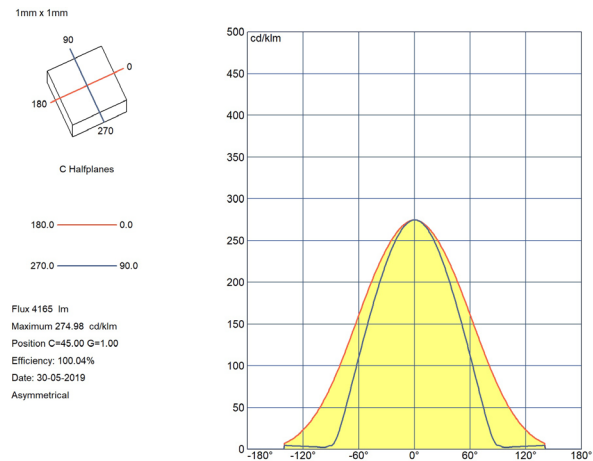 1mm x 1mm
90
0
180
270
C Halfplanes
180.0 0.0
270.0 90.0
Flux 4165 lm
Maximum 274.98 cd/klm
Position C=45.00 G=1.00
Efficiency: 100.04%
Date: 30-05-2019
Asymmetrical
500
cd/klm
450
400
350
300
250
200
150
100
50
0
-180° -120° -60° 0° 60° 120° 180°